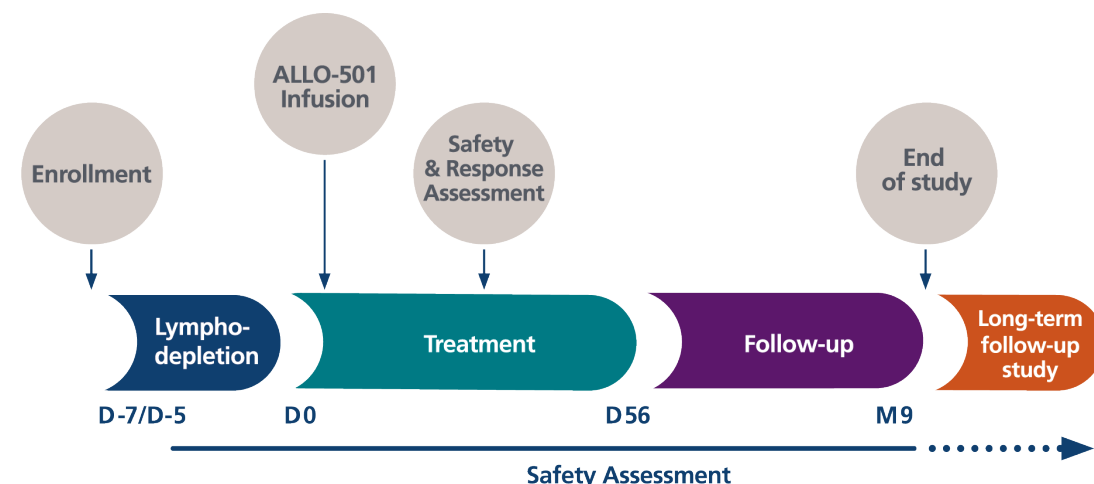 Enrollment
ALLO-501
Infusion
Safety
& Response
Assessment
End
of study
Lympho-
depletion
Treatment
Follow-up
Long-term
follow-up
study
D-7/D-5
D0
D56
M9
Safety Assessment